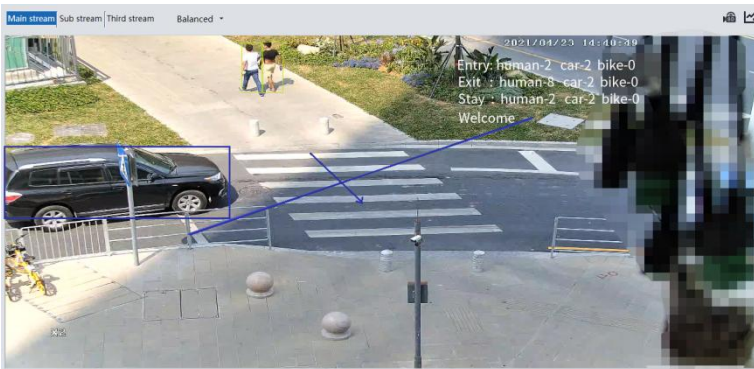 Main stream Sub stream Third stream Balanced
2021/04/23 14:40:49
Entry: human-2 car-2 bike-0
Exit : human-8 car-2 bike-0
Stay : human-2 car-2 bike-0
Welcome